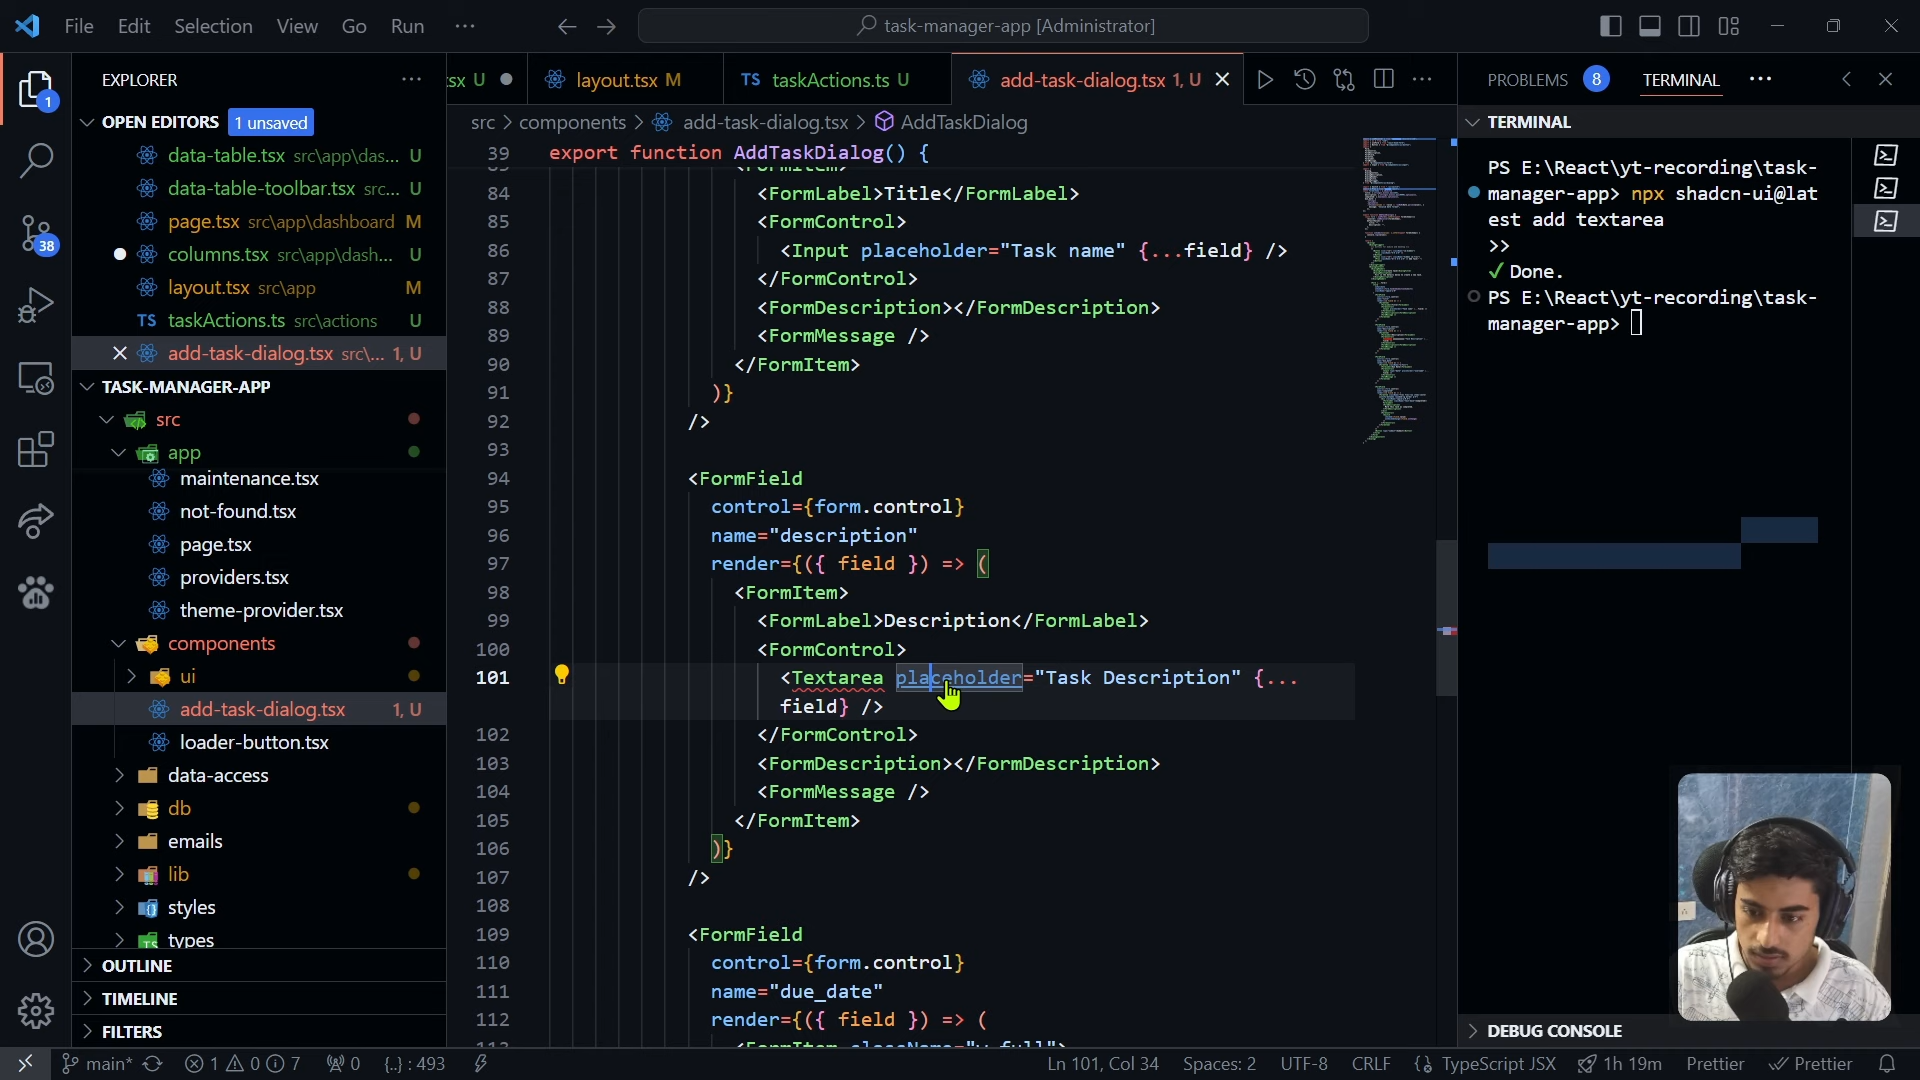 File Edit Selection View Go Run ···
task-manager-app [Administrator]
EXPLORER
sx U
layout.tsx M
TS taskActions.ts U
add-task-dialog.tsx 1, U
PROBLEMS 8 TERMINAL
OPEN EDITORS 1 unsaved
data-table.tsx src\app\das... U
data-table-toolbar.tsx src... U
page.tsx src\app\dashboard M
columns.tsx src\app\dash... U
layout.tsx src\app M
TS taskActions.ts src\actions U
add-task-dialog.tsx src\... 1, U
TASK-MANAGER-APP
src
app
maintenance.tsx
not-found.tsx
page.tsx
providers.tsx
theme-provider.tsx
components
ui
add-task-dialog.tsx 1, U
loader-button.tsx
data-access
db
emails
lib
styles
TS types
OUTLINE
TIMELINE
FILTERS
1
38
src > components > add-task-dialog.tsx > AddTaskDialog
39 export function AddTaskDialog() {
83 <FormItem>
84 <FormLabel>Title</FormLabel>
85 <FormControl>
86 <Input placeholder="Task name" {...field} />
87 </FormControl>
88 <FormDescription></FormDescription>
89 <FormMessage />
90 </FormItem>
91 )}
92 />
93
94 <FormField
95 control={form.control}
96 name="description"
97 render={({ field }) => (
98 <FormItem>
99 <FormLabel>Description</FormLabel>
100 <FormControl>
101 <Textarea placeholder="Task Description" {...
field} />
102 </FormControl>
103 <FormDescription></FormDescription>
104 <FormMessage />
105 </FormItem>
106 )}
107 />
108
109 <FormField
110 control={form.control}
111 name="due_date"
112 render={({ field }) => (
113 <FormItem className="w-full">
TERMINAL
PS E:\React\yt-recording\task-
manager-app> npx shadcn-ui@lat
est add textarea
>>
✓ Done.
PS E:\React\yt-recording\task-
manager-app>
DEBUG CONSOLE
main* 1 0 7 0 {..} : 493
Ln 101, Col 34 Spaces: 2 UTF-8 CRLF TypeScript JSX 1h 19m Prettier Prettier